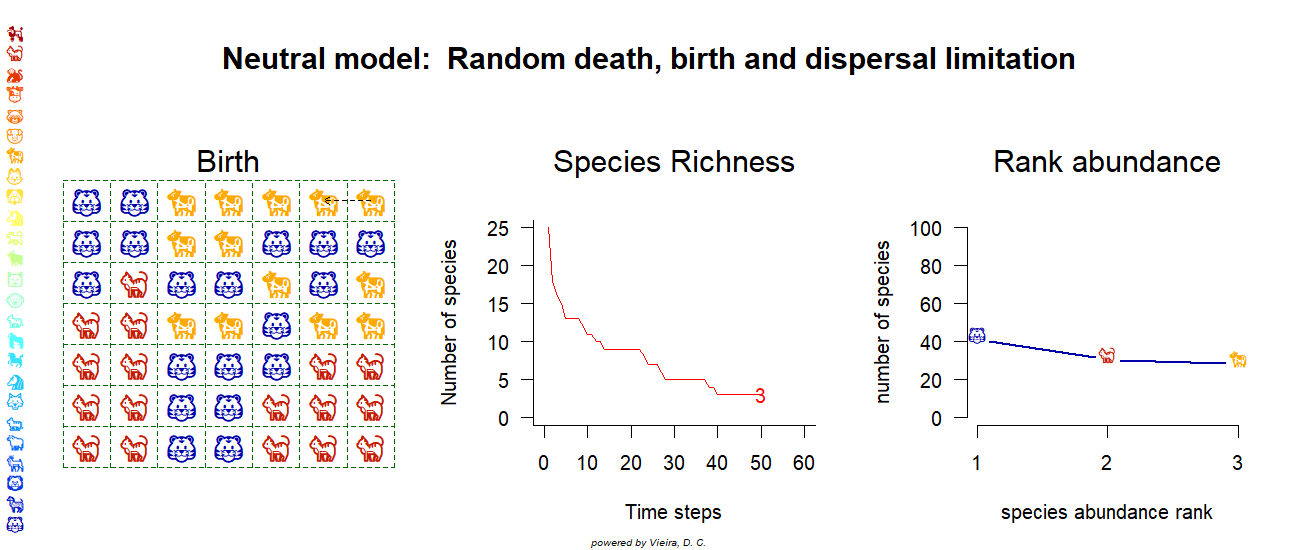 Neutral model:  Random death, birth and dispersal limitation
Birth
Species Richness
Number of species
25
20
15
10
5
0
3
0 10 20 30 40 50 60
Time steps
Rank abundance
number of species
100
80
60
40
20
0
1 2 3
species abundance rank
powered by Vieira, D. C.